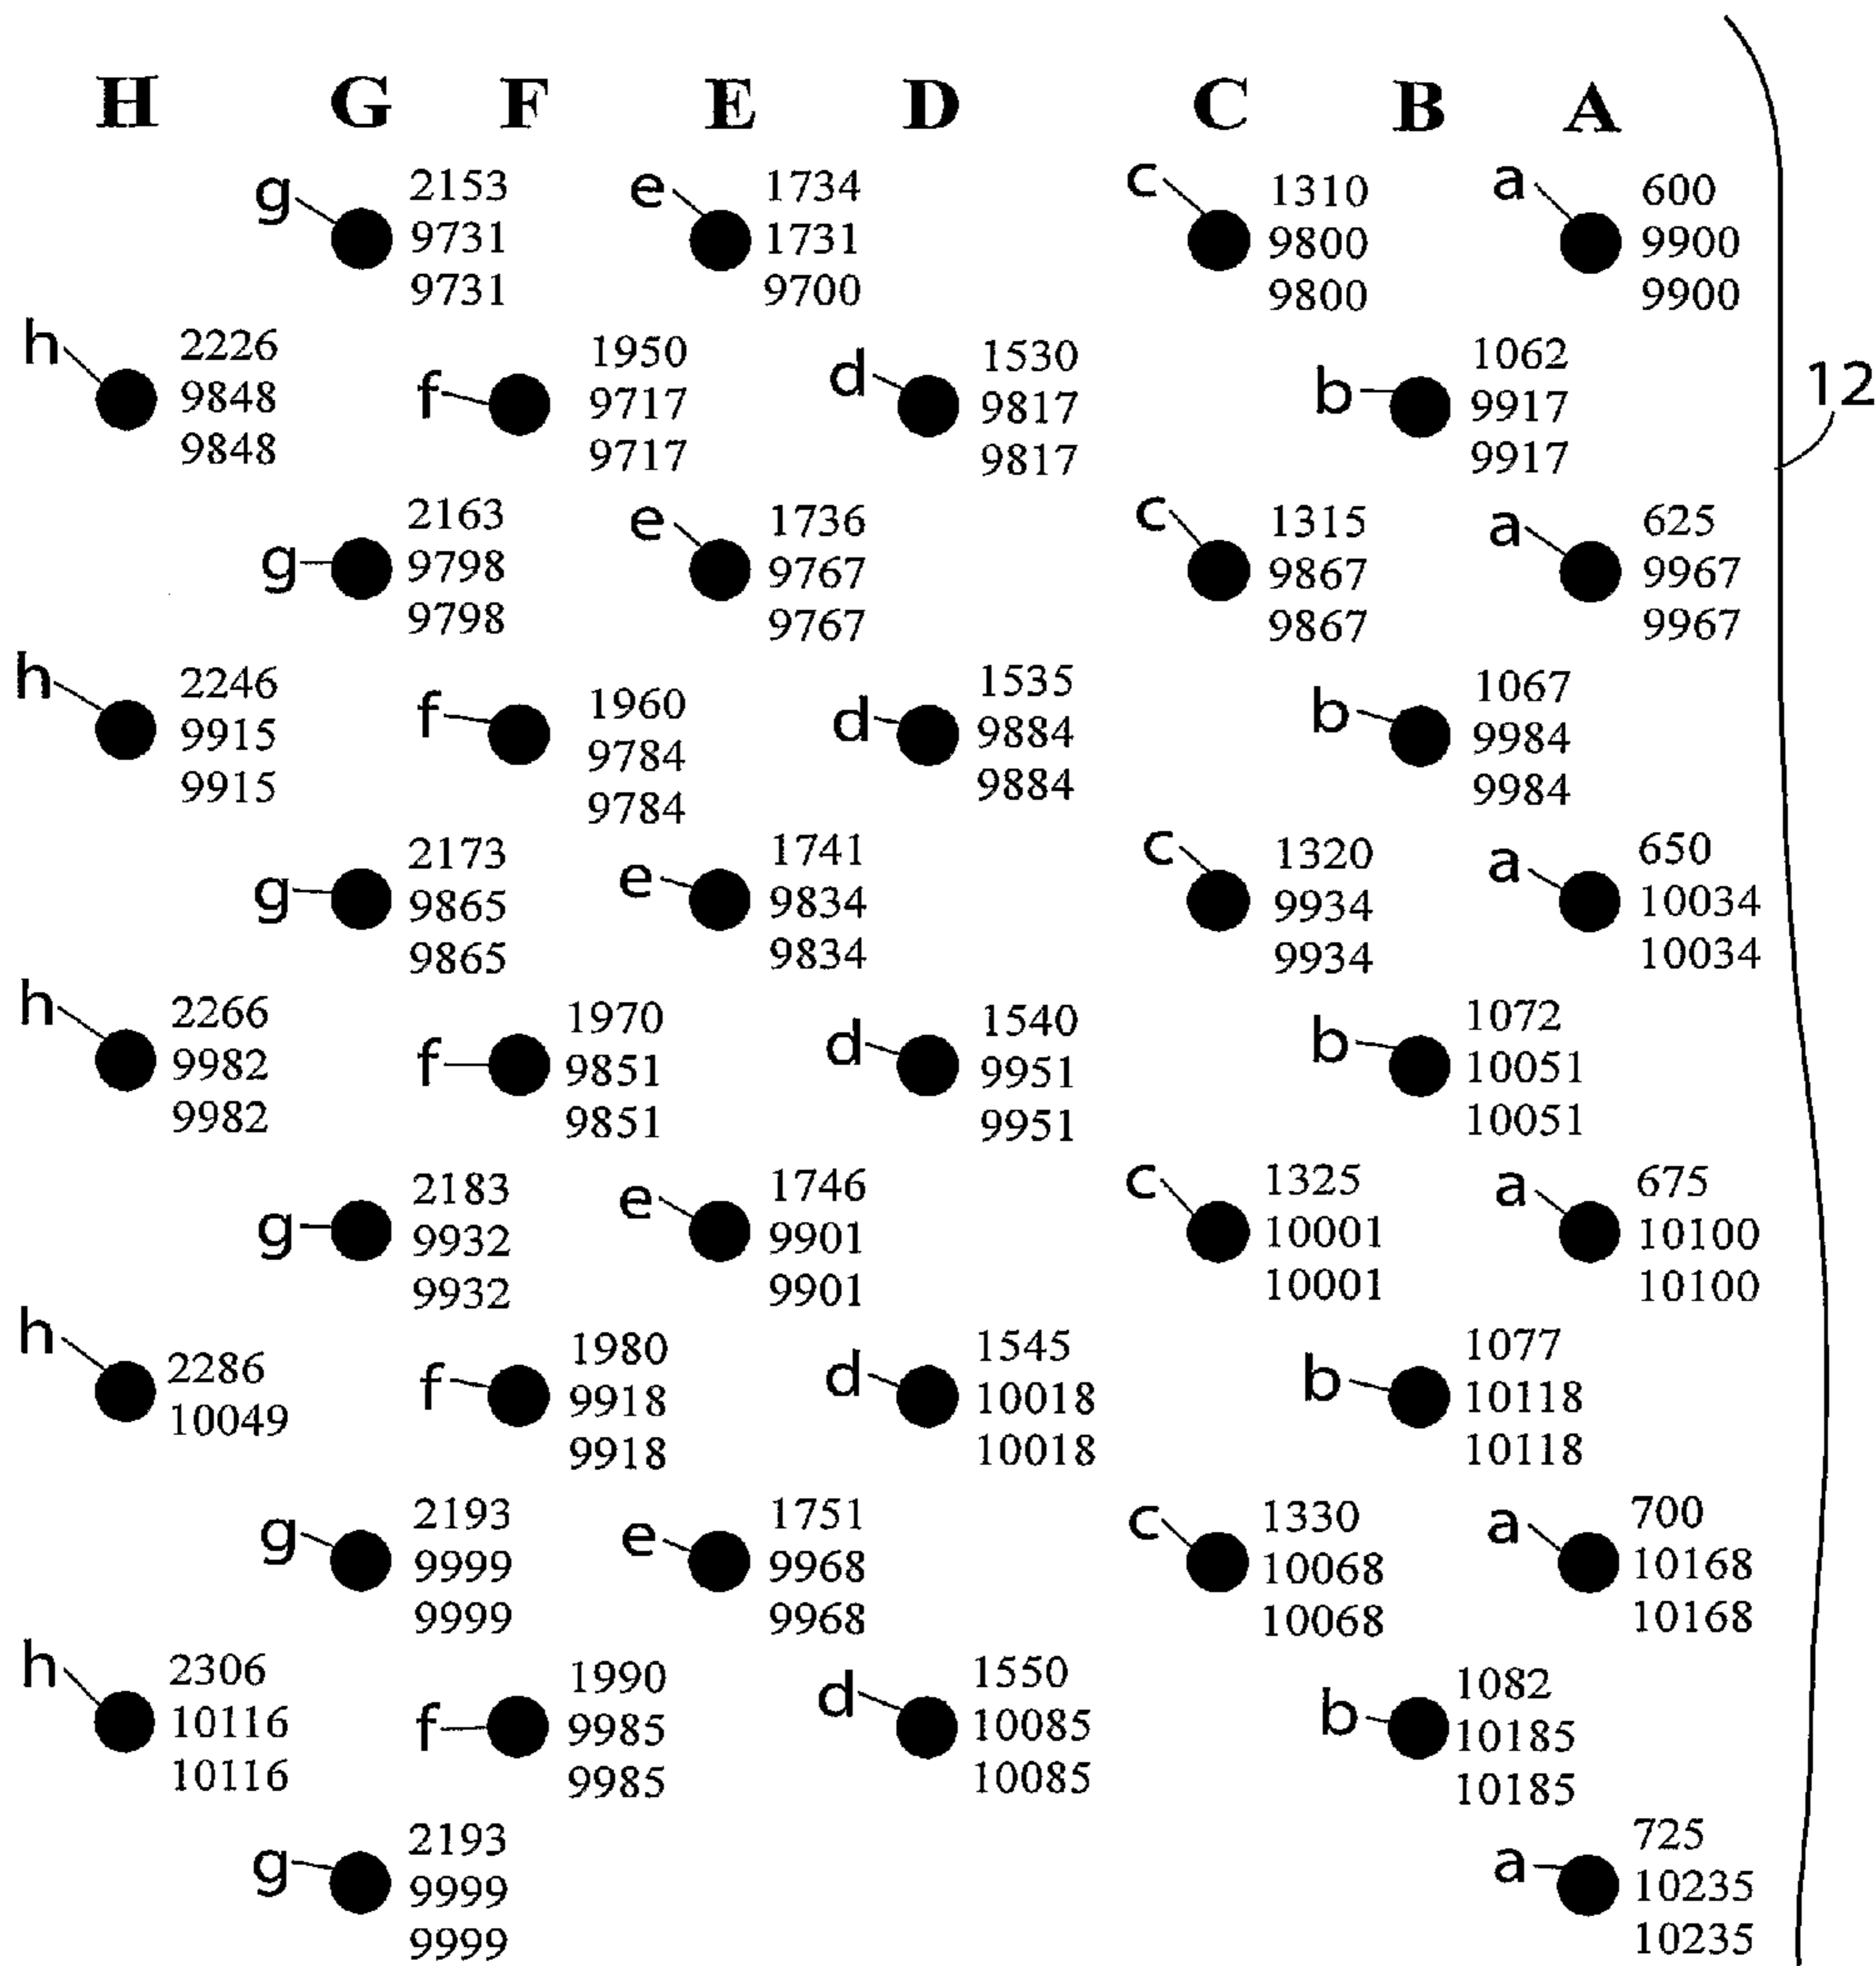 H G F E D C B A
g 2153 e 1734 c 1310 a 600
9731 1731 9800 9900
9731 9700 9800 9900
h 2226 f 1950 d 1530 b 1062 12
9848 9717 9817 9917
9848 9717 9817 9917
g 2163 e 1736 c 1315 a 625
9798 9767 9867 9967
9798 9767 9867 9967
h 2246 f 1960 d 1535 b 1067
9915 9784 9884 9984
9915 9784 9884 9984
g 2173 e 1741 c 1320 a 650
9865 9834 9934 10034
9865 9834 9934 10034
h 2266 f 1970 d 1540 b 1072
9982 9851 9951 10051
9982 9851 9951 10051
g 2183 e 1746 c 1325 a 675
9932 9901 10001 10100
9932 9901 10001 10100
h 2286 f 1980 d 1545 b 1077
10049 9918 10018 10118
9918 10018 10118
g 2193 e 1751 c 1330 a 700
9999 9968 10068 10168
9999 9968 10068 10168
h 2306 f 1990 d 1550 b 1082
10116 9985 10085 10185
10116 9985 10085 10185
g 2193 a 725
9999 10235
9999 10235